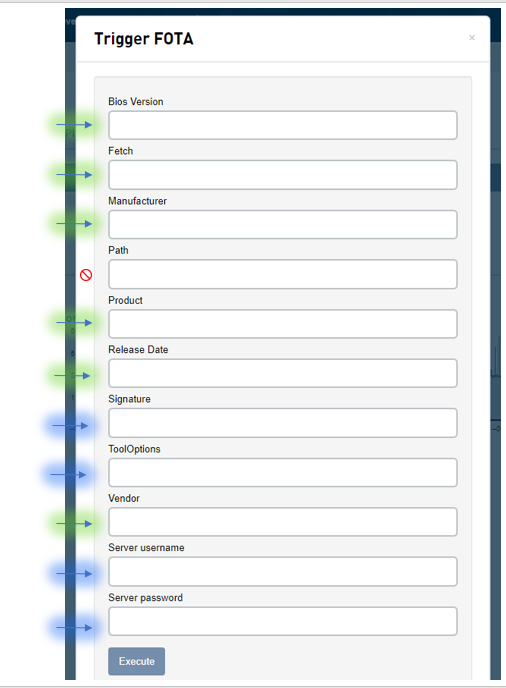 Trigger FOTA
×
Bios Version
Fetch
Manufacturer
Path
Product
Release Date
Signature
ToolOptions
Vendor
Server username
Server password
Execute